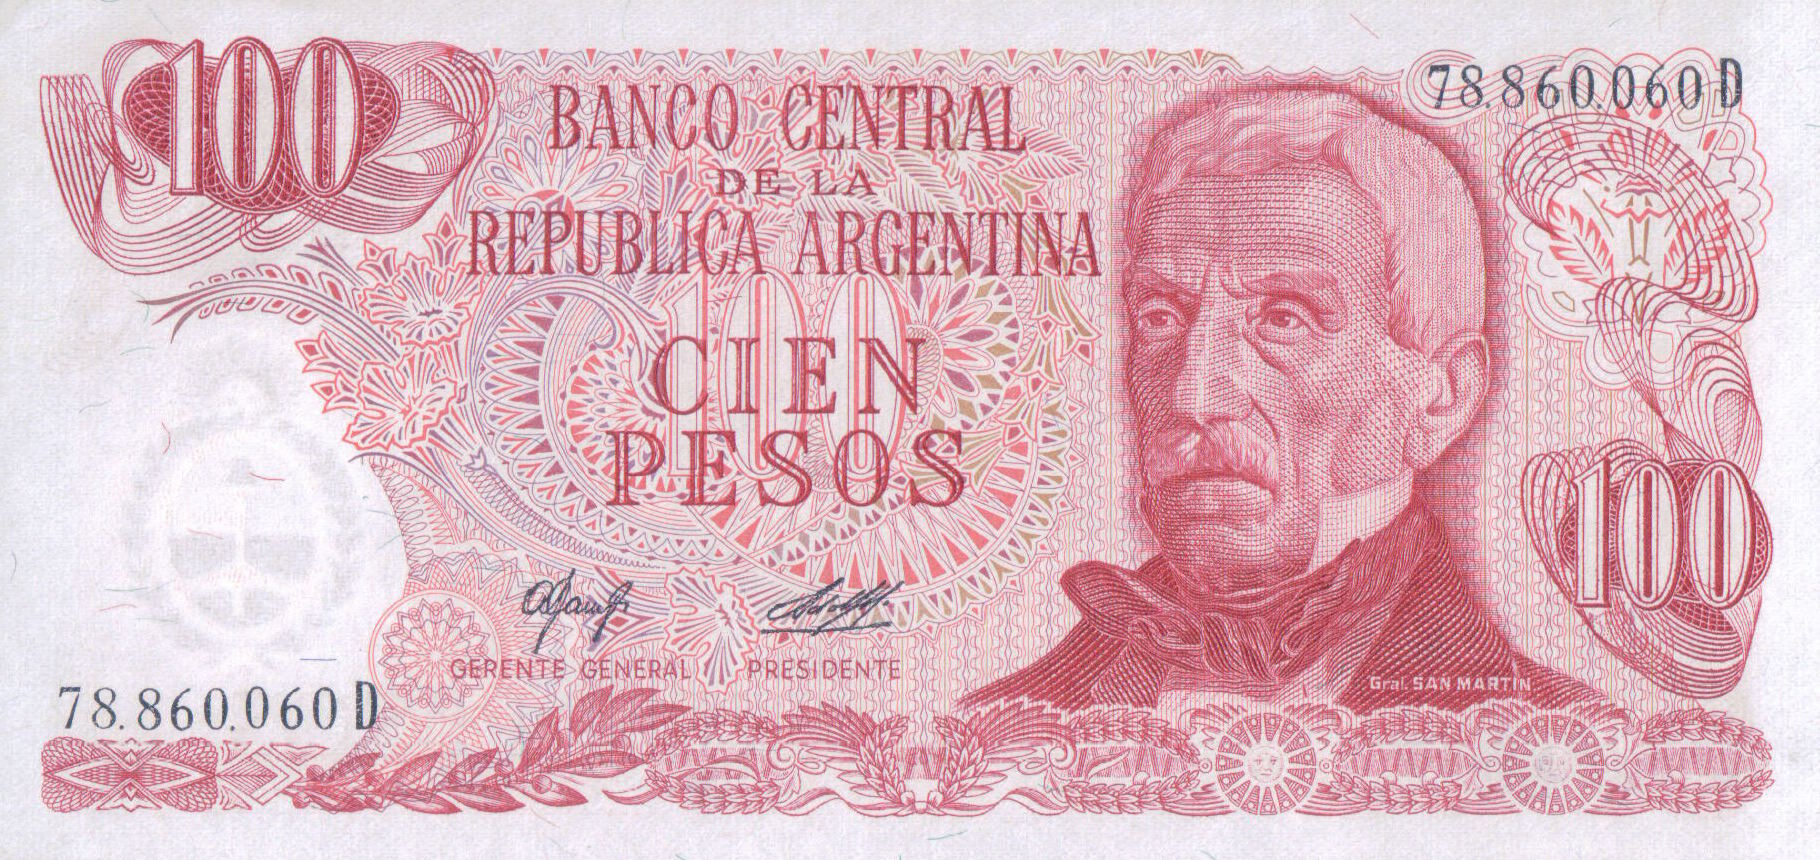 100
78.860.060 D
BANCO CENTRAL
DE LA
REPUBLICA ARGENTINA
100
CIEN
PESOS
100
GERENTE GENERAL PRESIDENTE
Gral. SAN MARTIN
78.860.060 D